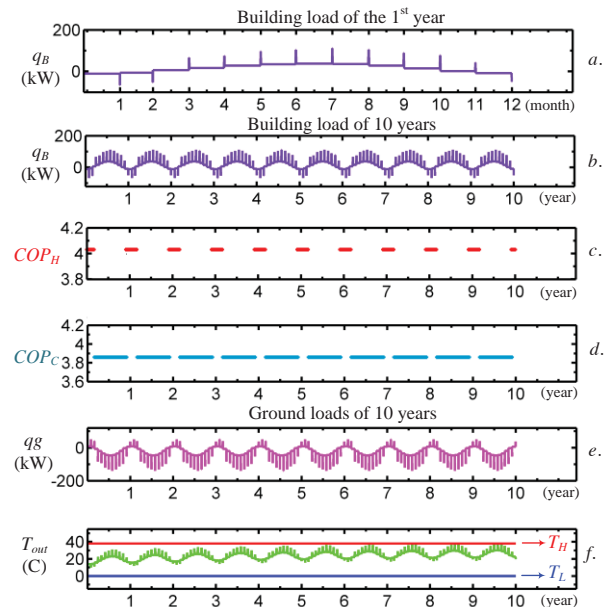 Building load of the 1st year
200
0
qB
(kW)
a.
1 2 3 4 5 6 7 8 9 10 11 12 (month)
Building load of 10 years
200
0
qB
(kW)
b.
1 2 3 4 5 6 7 8 9 10 (year)
4.2
4
3.8
COPH
c.
1 2 3 4 5 6 7 8 9 10 (year)
4.2
4
3.8
3.6
COPC
d.
1 2 3 4 5 6 7 8 9 10 (year)
Ground loads of 10 years
0
-200
qg
(kW)
e.
1 2 3 4 5 6 7 8 9 10 (year)
40
20
0
Tout
(C)
TH
TL
f.
1 2 3 4 5 6 7 8 9 10 (year)